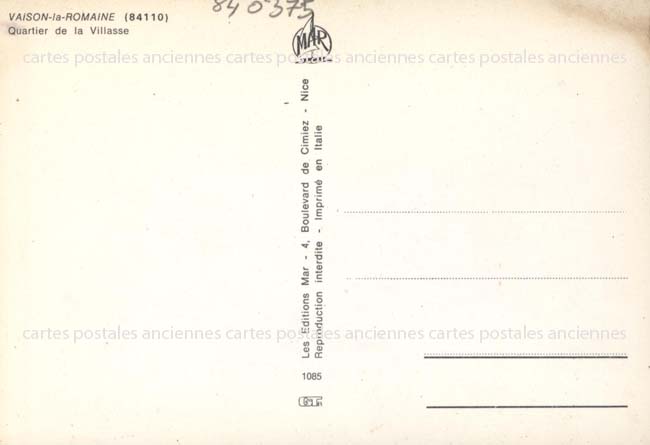 84 0375
VAISON-la-ROMAINE (84110)
Quartier de la Villasse
MAR
cartes postales anciennes cartes postales anciennes cartes postales anciennes
Les Editions Mar - 4, Boulevard de Cimiez - Nice
Reproduction interdite - Imprimé en Italie
cartes postales anciennes cartes postales anciennes cartes postales anciennes
1085